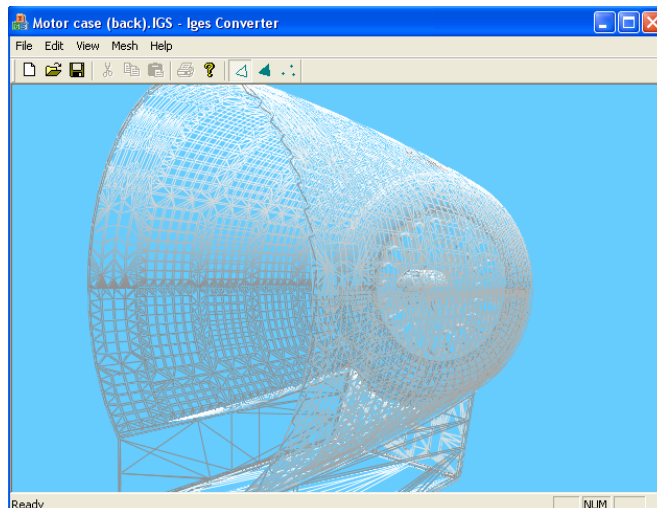 Motor case (back).IGS - Iges Converter
File Edit View Mesh Help
Ready NUM